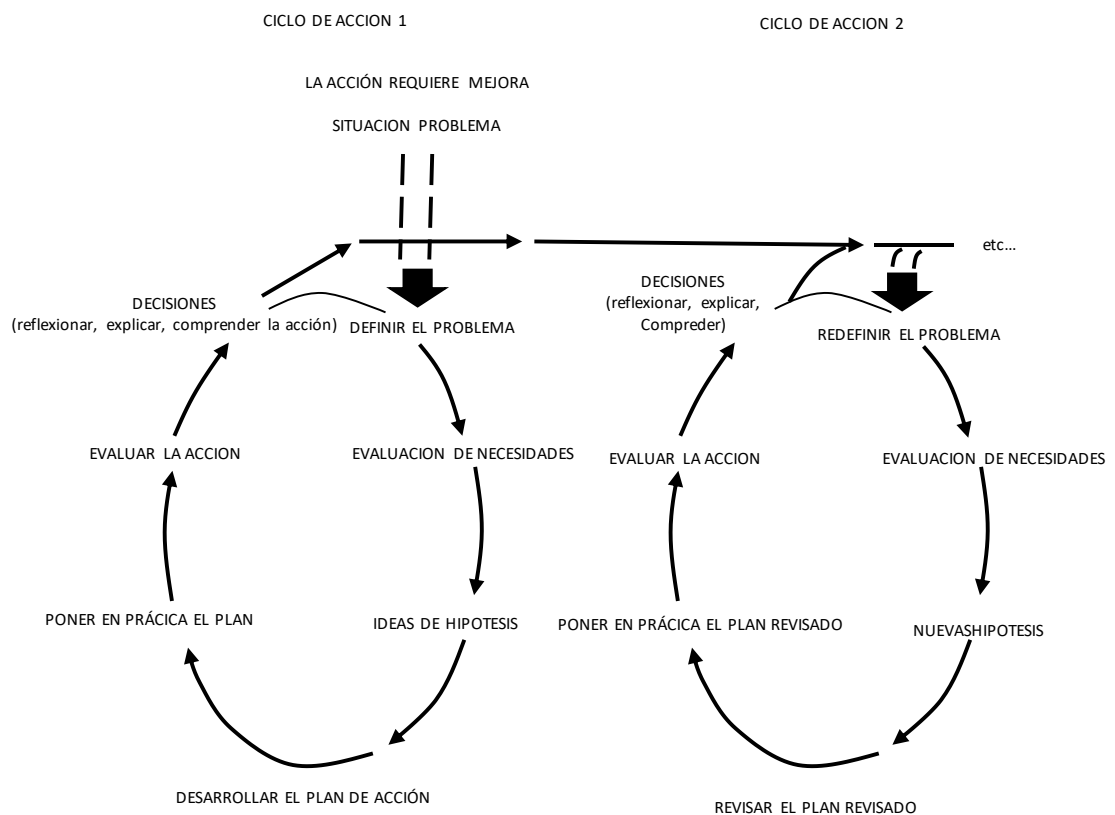 CICLO DE ACCION 1
CICLO DE ACCION 2
LA ACCIÓN REQUIERE MEJORA
SITUACION PROBLEMA
etc...
DECISIONES
(reflexionar, explicar, comprender la acción)
DEFINIR EL PROBLEMA
DECISIONES
(reflexionar, explicar,
Compreder)
REDEFINIR EL PROBLEMA
EVALUAR LA ACCION
EVALUACION DE NECESIDADES
EVALUAR LA ACCION
EVALUACION DE NECESIDADES
PONER EN PRÁCICA EL PLAN
IDEAS DE HIPOTESIS
PONER EN PRÁCICA EL PLAN REVISADO
NUEVASHIPOTESIS
DESARROLLAR EL PLAN DE ACCIÓN
REVISAR EL PLAN REVISADO